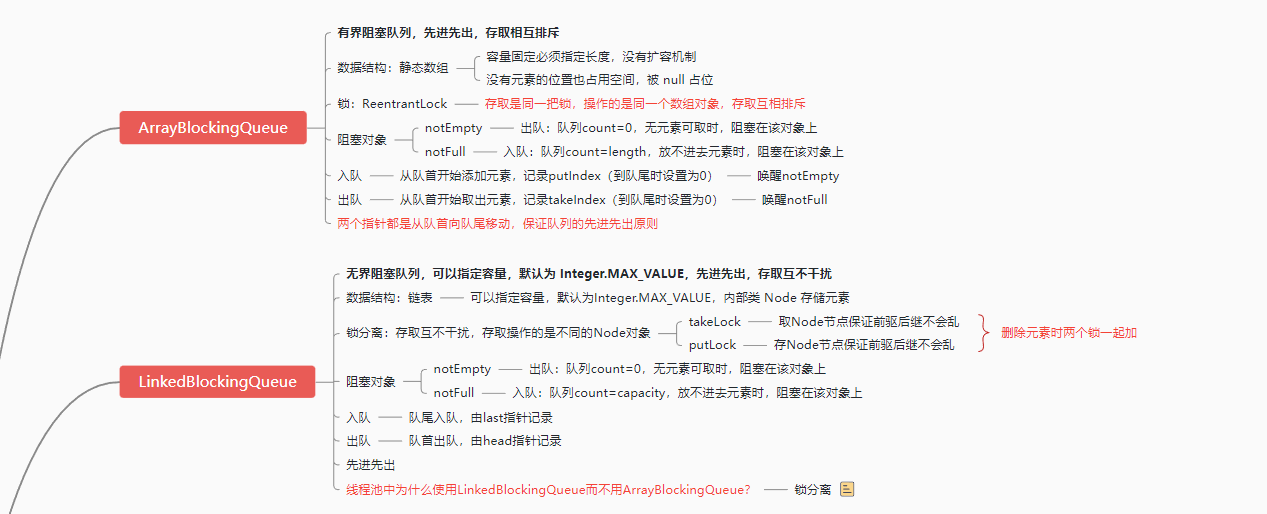 ArrayBlockingQueue
有界阻塞队列，先进先出，存取相互排斥
数据结构：静态数组
容量固定必须指定长度，没有扩容机制
没有元素的位置也占用空间，被 null 占位
锁：ReentrantLock
存取是同一把锁，操作的是同一个数组对象，存取互相排斥
阻塞对象
notEmpty
出队：队列count=0，无元素可取时，阻塞在该对象上
notFull
入队：队列count=length，放不进去元素时，阻塞在该对象上
入队
从队首开始添加元素，记录putIndex（到队尾时设置为0）
唤醒notEmpty
出队
从队首开始取出元素，记录takeIndex（到队尾时设置为0）
唤醒notFull
两个指针都是从队首向队尾移动，保证队列的先进先出原则
LinkedBlockingQueue
无界阻塞队列，可以指定容量，默认为 Integer.MAX_VALUE，先进先出，存取互不干扰
数据结构：链表
可以指定容量，默认为Integer.MAX_VALUE，内部类 Node 存储元素
锁分离：存取互不干扰，存取操作的是不同的Node对象
takeLock
取Node节点保证前驱后继不会乱
putLock
存Node节点保证前驱后继不会乱
删除元素时两个锁一起加
阻塞对象
notEmpty
出队：队列count=0，无元素可取时，阻塞在该对象上
notFull
入队：队列count=capacity，放不进去元素时，阻塞在该对象上
入队
队尾入队，由last指针记录
出队
队首出队，由head指针记录
先进先出
线程池中为什么使用LinkedBlockingQueue而不用ArrayBlockingQueue？
锁分离